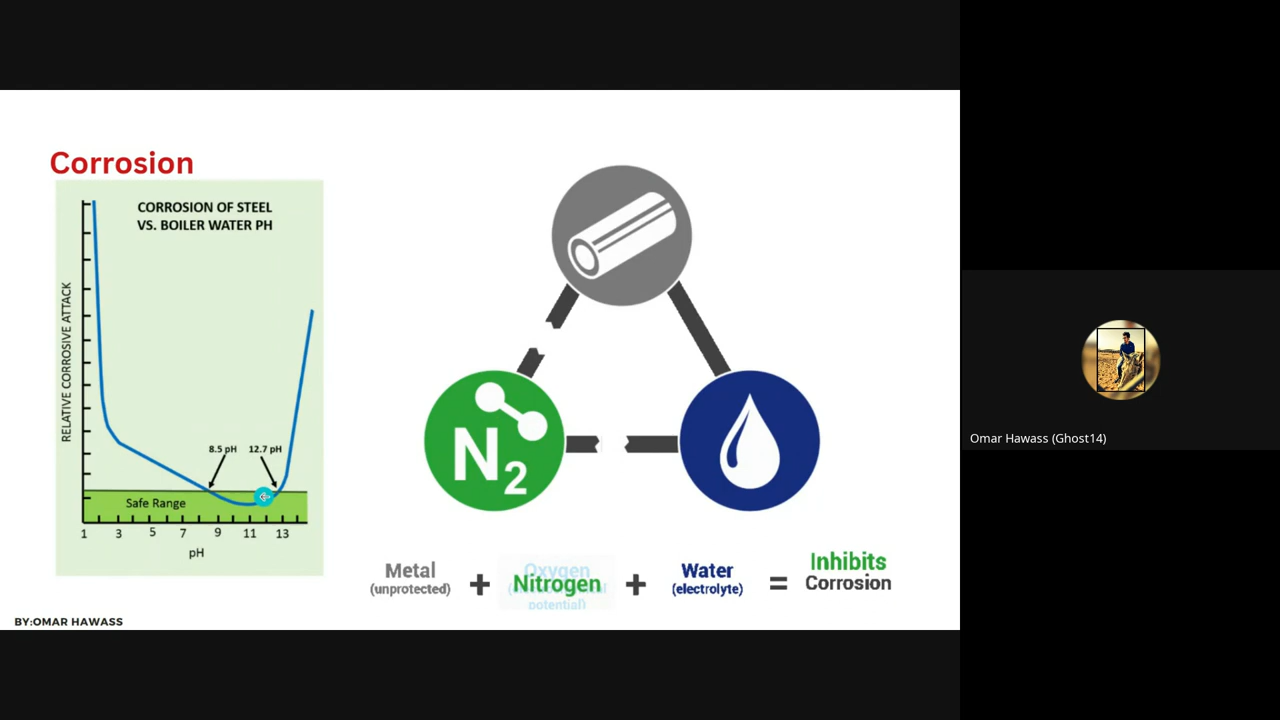 Corrosion
CORROSION OF STEEL
VS. BOILER WATER PH
RELATIVE CORROSIVE ATTACK
8.5 pH
12.7 pH
Safe Range
1 3 5 7 9 11 13
pH
N2
Metal
(unprotected)
+
Oxygen
Nitrogen
potential)
+
Water
(electrolyte)
=
Inhibits
Corrosion
BY:OMAR HAWASS
Omar Hawass (Ghost14)